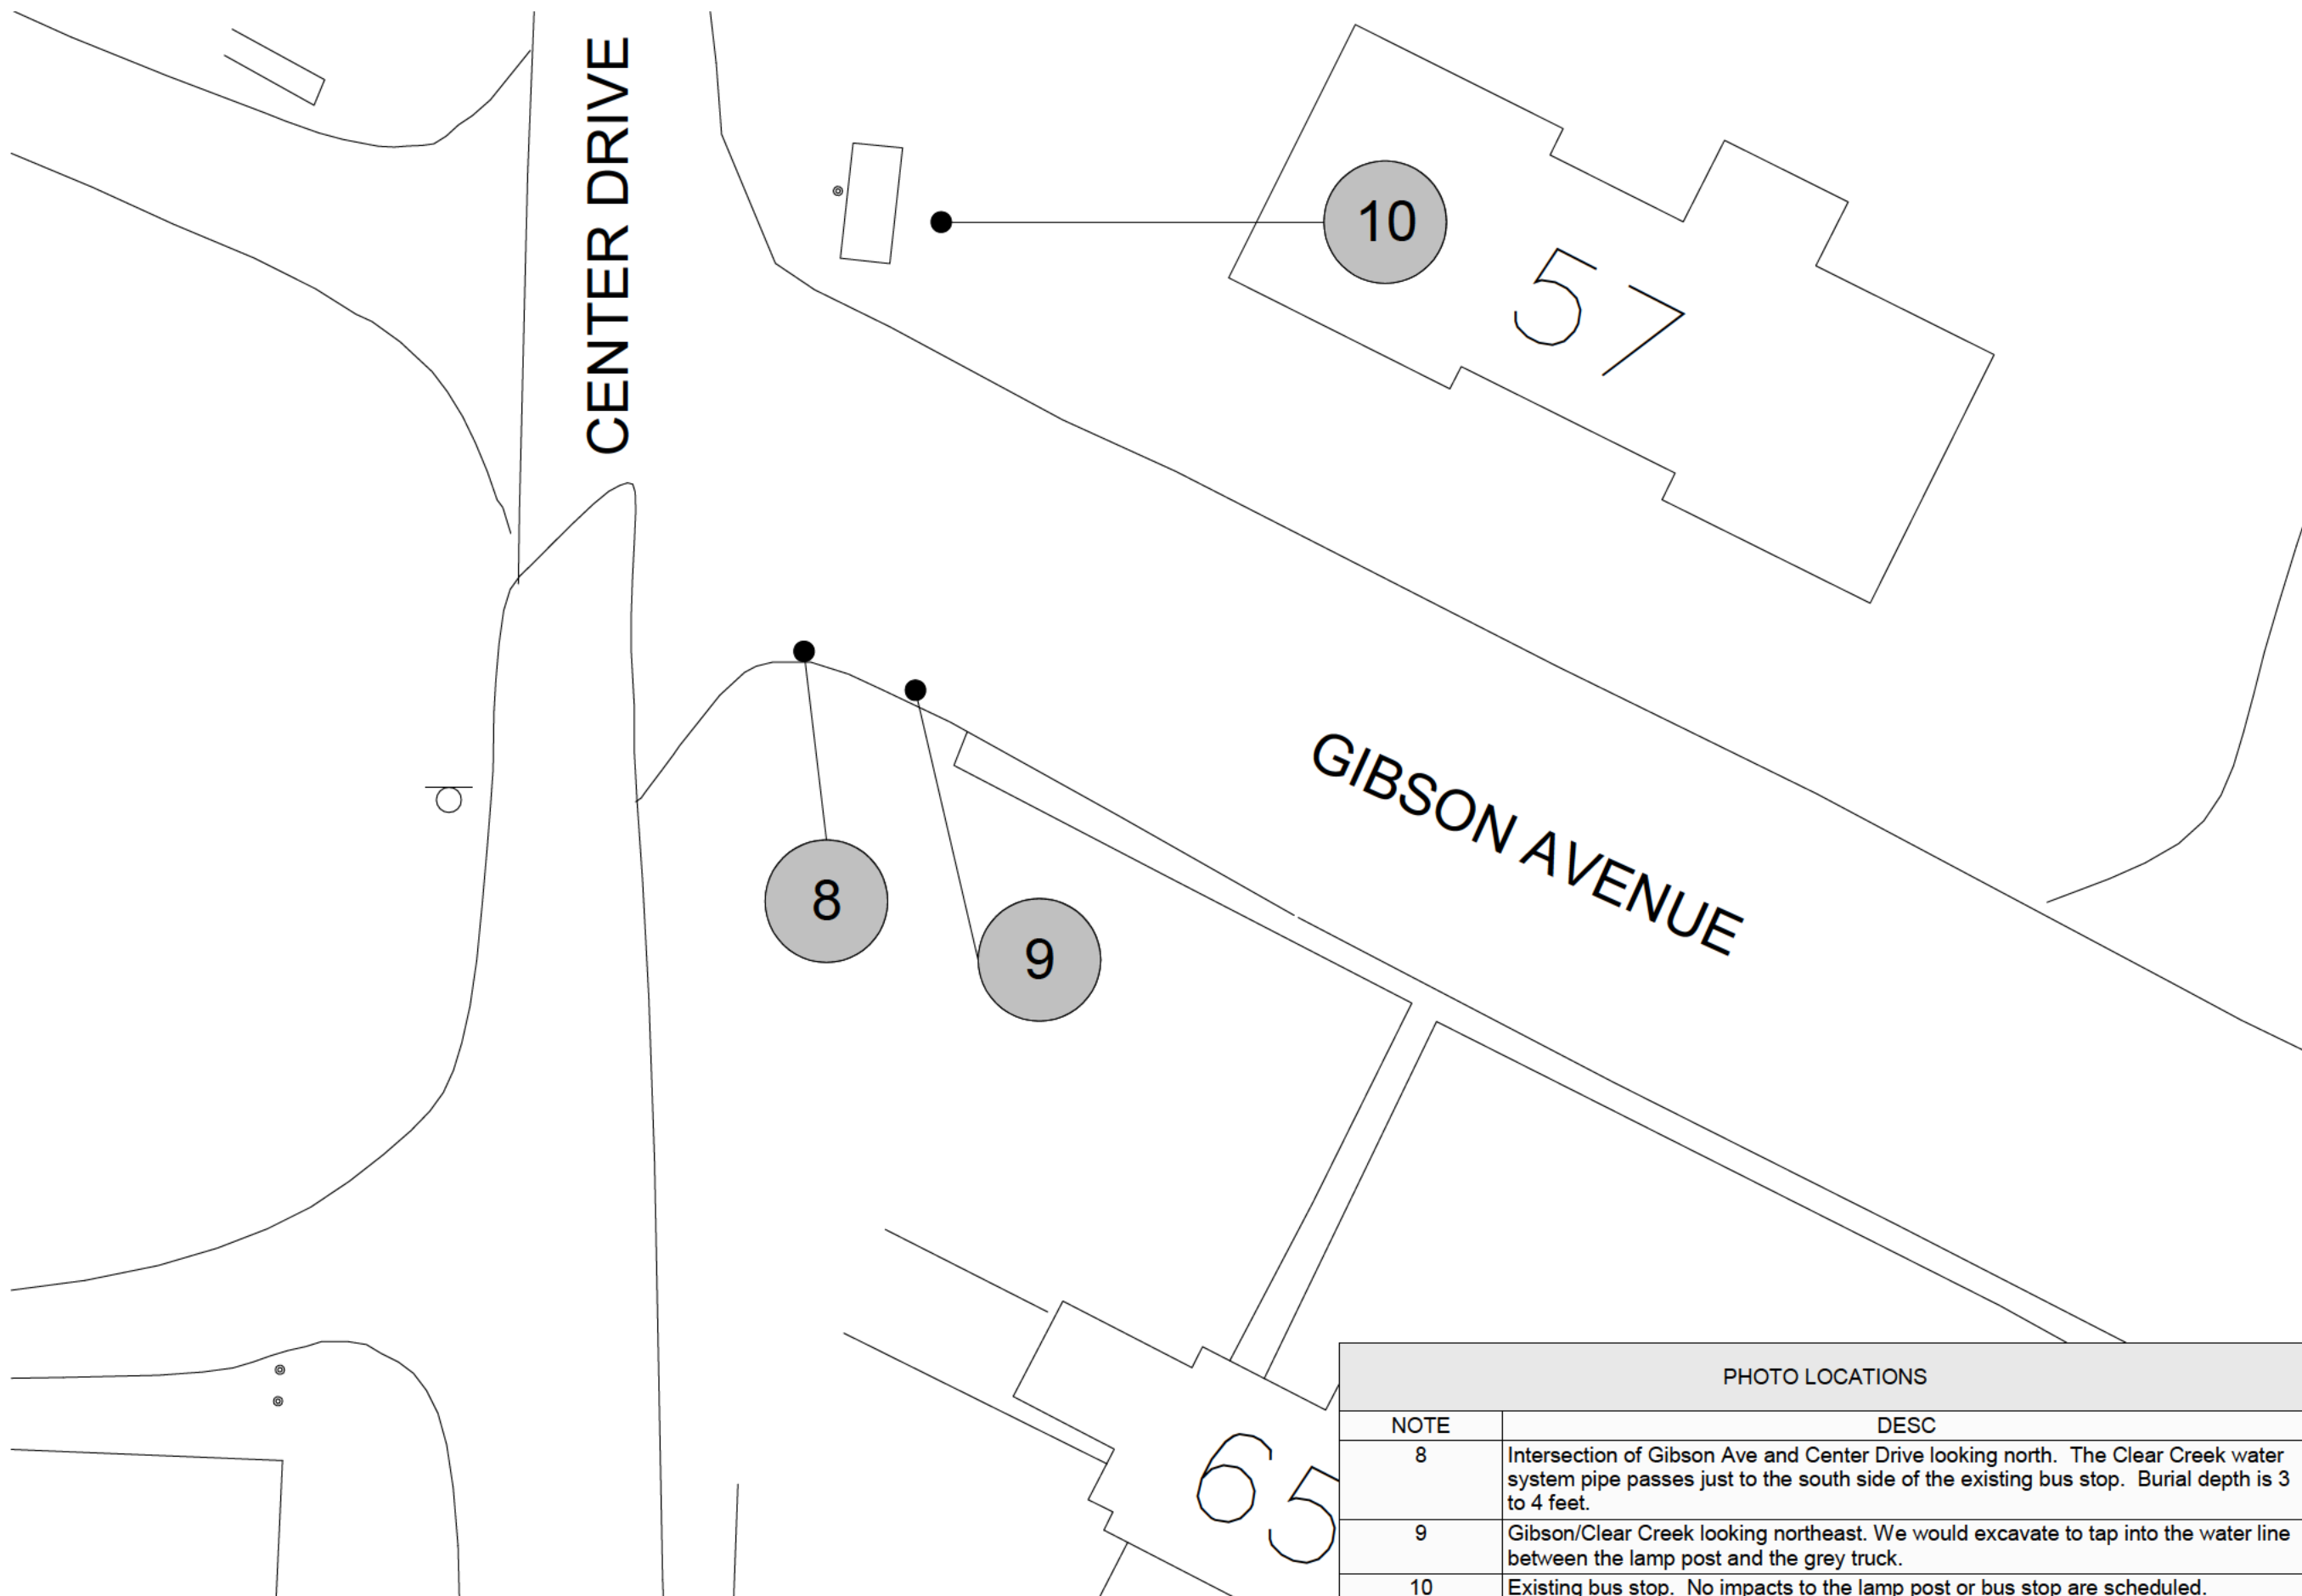 CENTER DRIVE
10
57
GIBSON AVENUE
8
9
65
PHOTO LOCATIONS
NOTE DESC
8 Intersection of Gibson Ave and Center Drive looking north. The Clear Creek water
system pipe passes just to the south side of the existing bus stop. Burial depth is 3
to 4 feet.
9 Gibson/Clear Creek looking northeast. We would excavate to tap into the water line
between the lamp post and the grey truck.
10 Existing bus stop. No impacts to the lamp post or bus stop are scheduled.